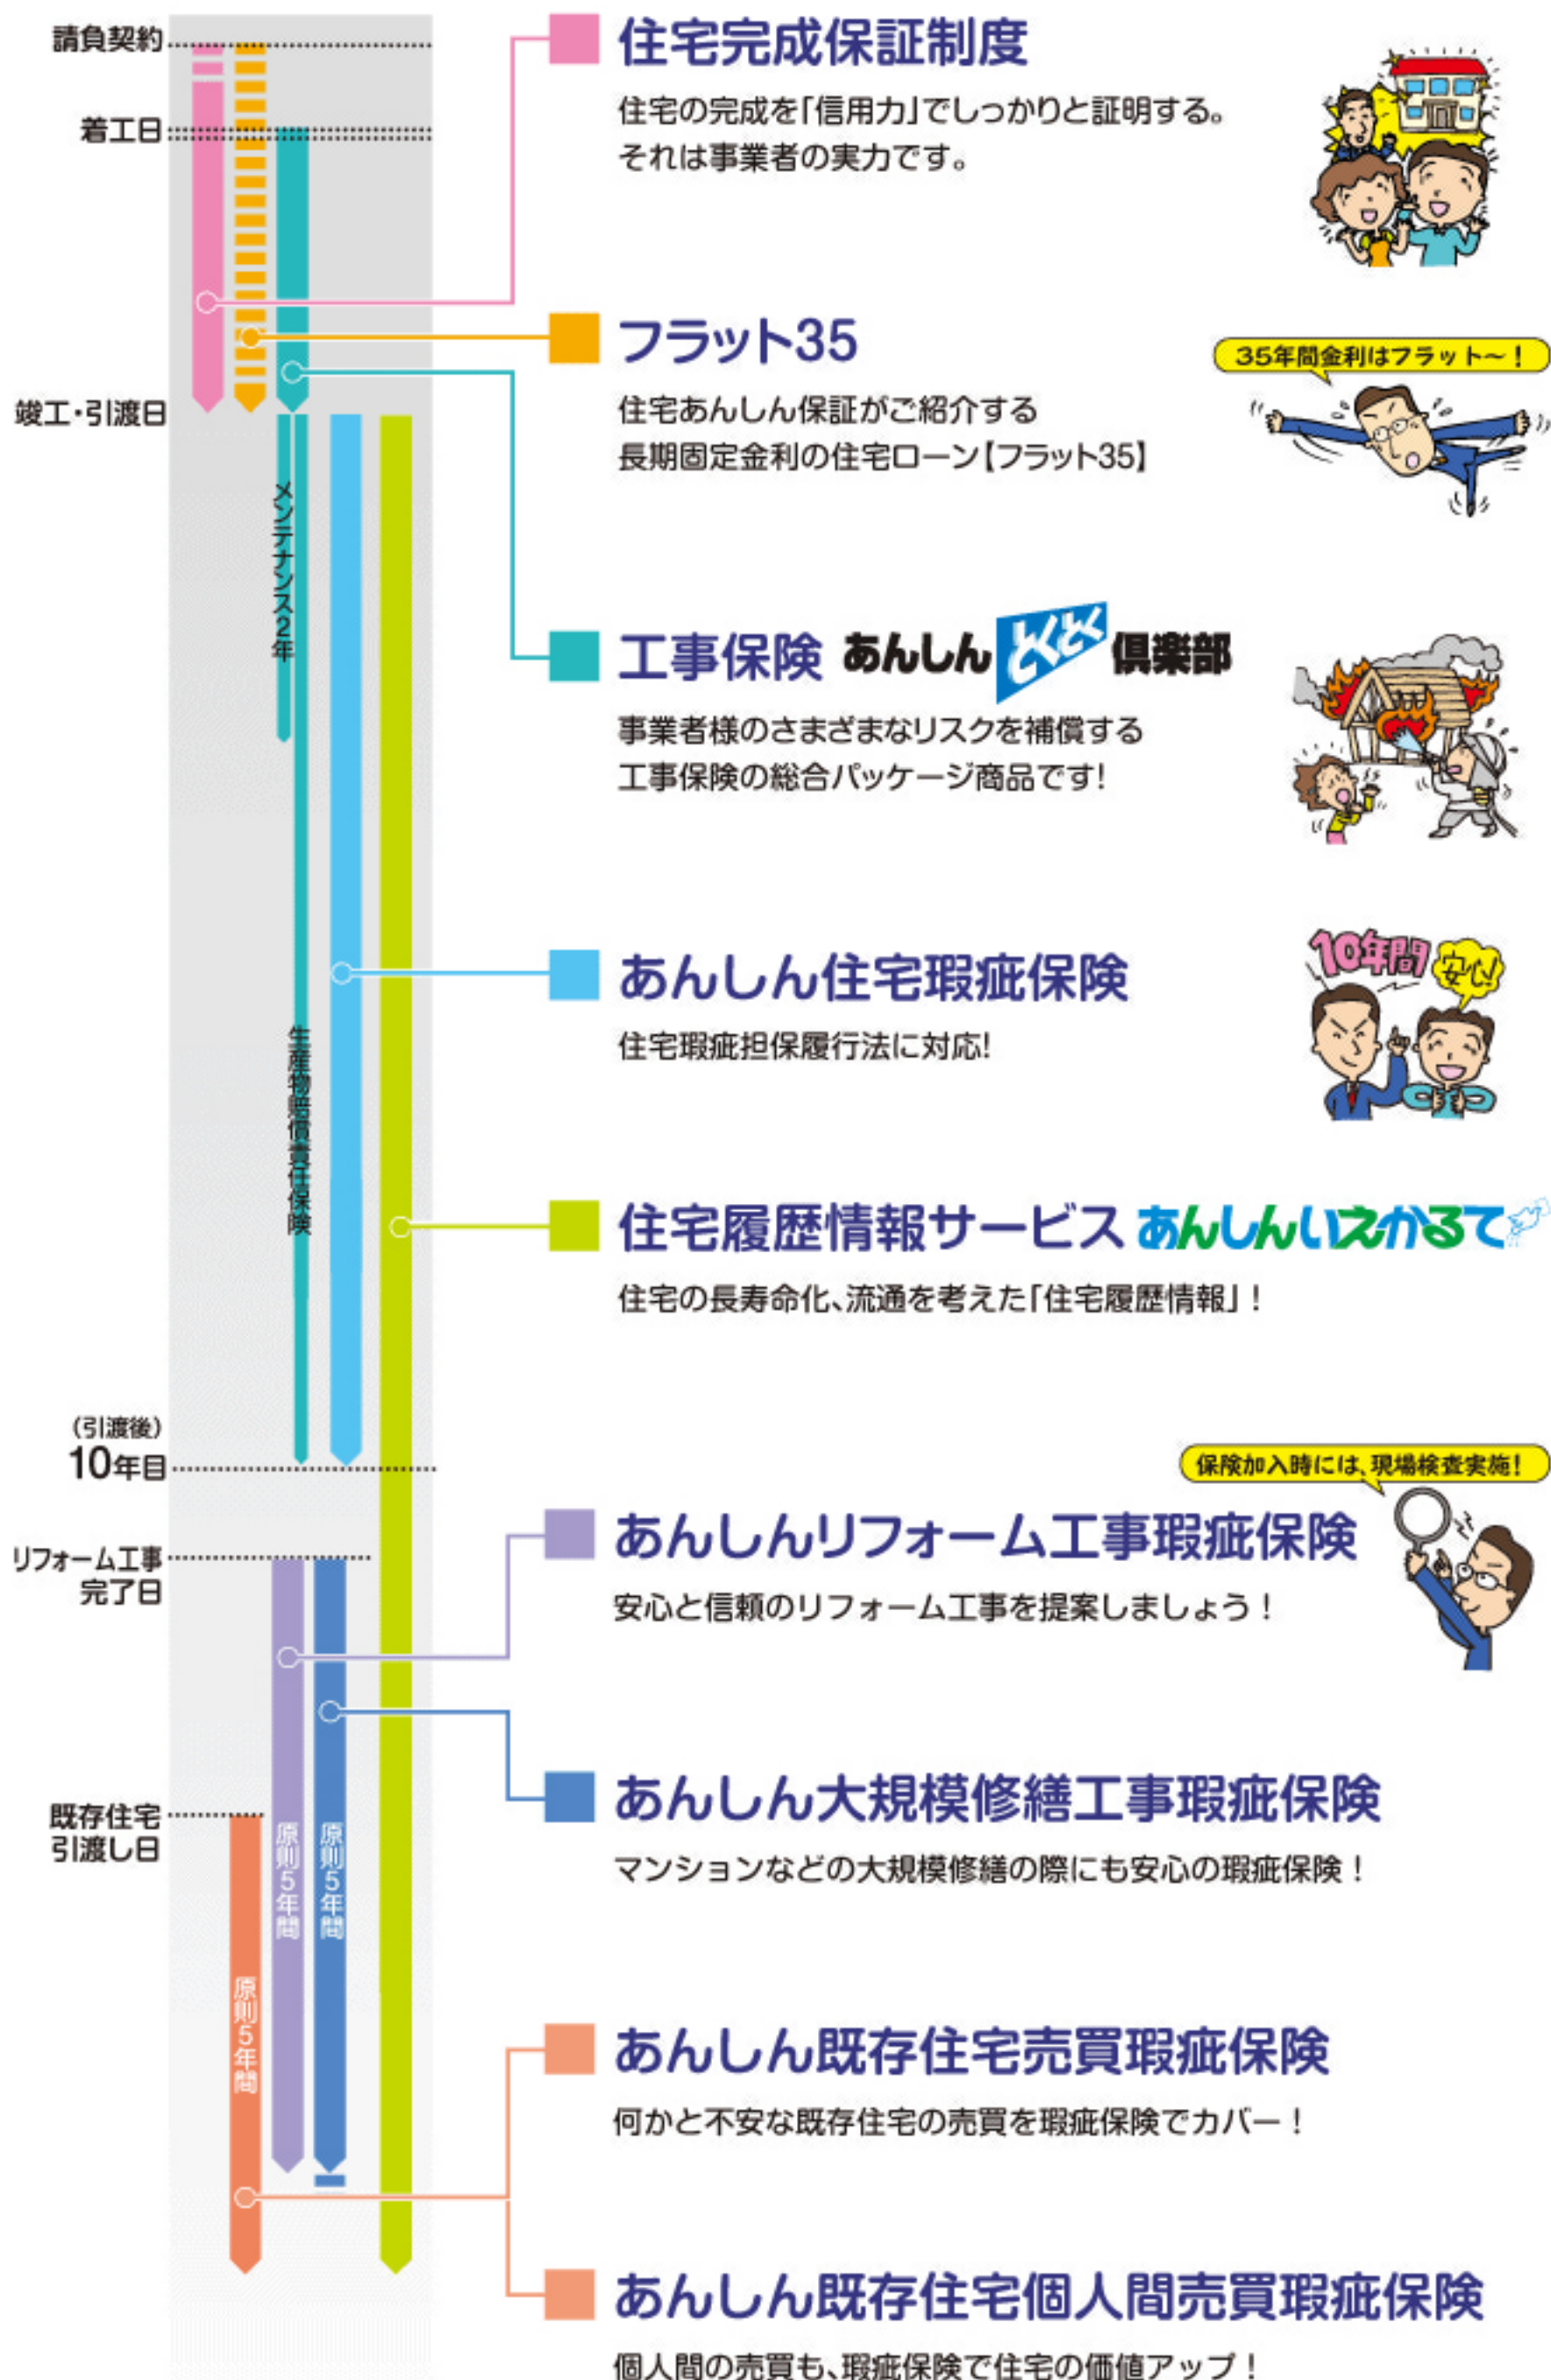 請負契約
着工日
竣工・引渡日
メンテナンス2年
生産物賠償責任保険
(引渡後)
10年目
リフォーム工事
完了日
既存住宅
引渡し日
原則5年間
原則5年間
原則5年間
住宅完成保証制度
住宅の完成を「信用力」でしっかりと証明する。
それは事業者の実力です。
フラット35
35年間金利はフラット〜!
住宅あんしん保証がご紹介する
長期固定金利の住宅ローン【フラット35】
工事保険 あんしんとくとく倶楽部
事業者様のさまざまなリスクを補償する
工事保険の総合パッケージ商品です!
あんしん住宅瑕疵保険
10年間
安心!
住宅瑕疵担保履行法に対応!
住宅履歴情報サービス あんしんいえかるて
住宅の長寿命化、流通を考えた「住宅履歴情報」!
保険加入時には、現場検査実施!
あんしんリフォーム工事瑕疵保険
安心と信頼のリフォーム工事を提案しましょう!
あんしん大規模修繕工事瑕疵保険
マンションなどの大規模修繕の際にも安心の瑕疵保険!
あんしん既存住宅売買瑕疵保険
何かと不安な既存住宅の売買を瑕疵保険でカバー!
あんしん既存住宅個人間売買瑕疵保険
個人間の売買も、瑕疵保険で住宅の価値アップ!